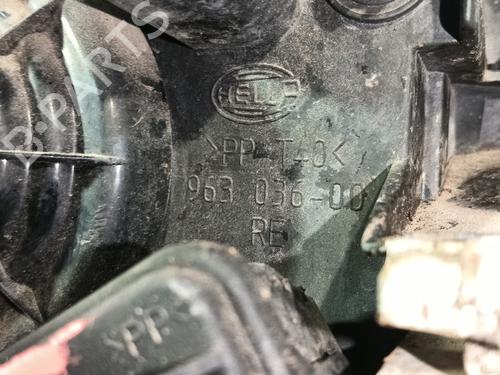 B-PARTS
HELLA
>PP-T40<
963 036-00
RE
>PP<